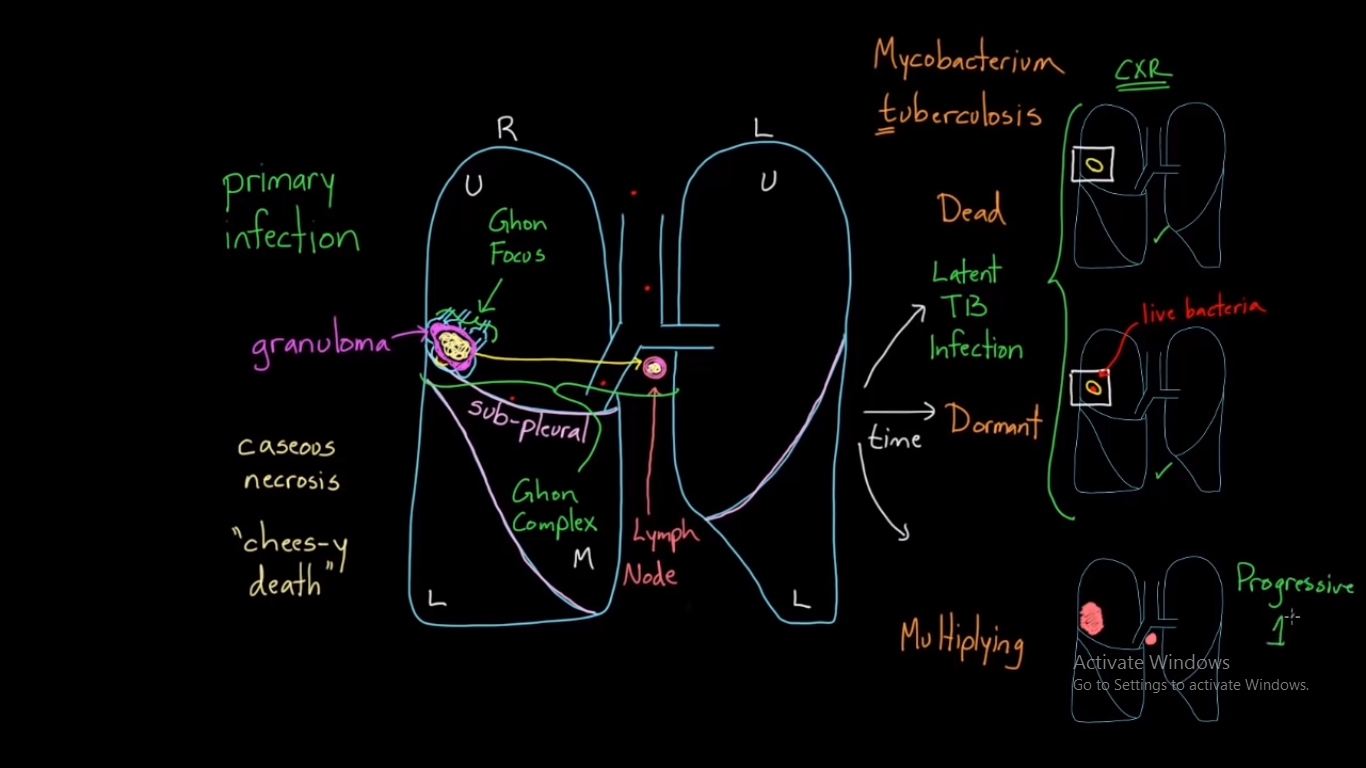 Mycobacterium
tuberculosis
CXR
R
L
U
U
primary
infection
Ghon
Focus
granuloma
sub-pleural
caseous
necrosis
"chees-y
death"
Ghon
Complex
M
L
Lymph
Node
L
Dead
Latent
TB
Infection
time
Dormant
live bacteria
Multiplying
Progressive
1
Activate Windows
Go to Settings to activate Windows.